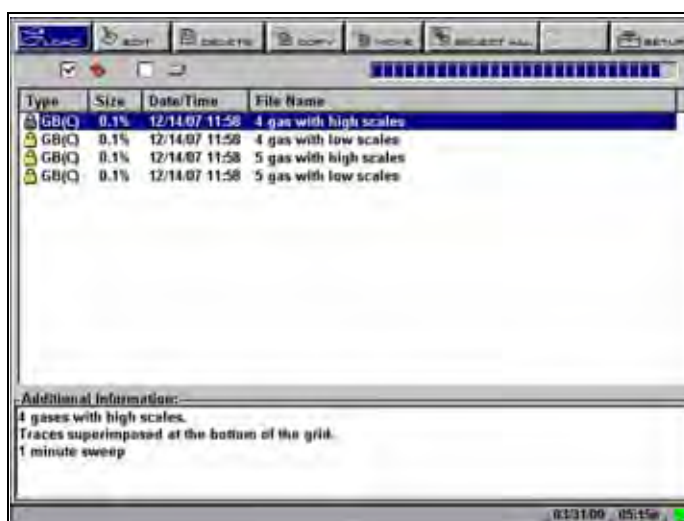 LOAD EDIT DELETE COPY MOVE SELECT ALL SETUP
Type Size Date/Time File Name
GB(C) 0.1% 12/14/07 11:58 4 gas with high scales
GB(C) 0.1% 12/14/07 11:58 4 gas with low scales
GB(C) 0.1% 12/14/07 11:58 5 gas with high scales
GB(C) 0.1% 12/14/07 11:58 5 gas with low scales
Additional Information:
4 gases with high scales.
Traces superimposed at the bottom of the grid.
1 minute sweep
03/31/00